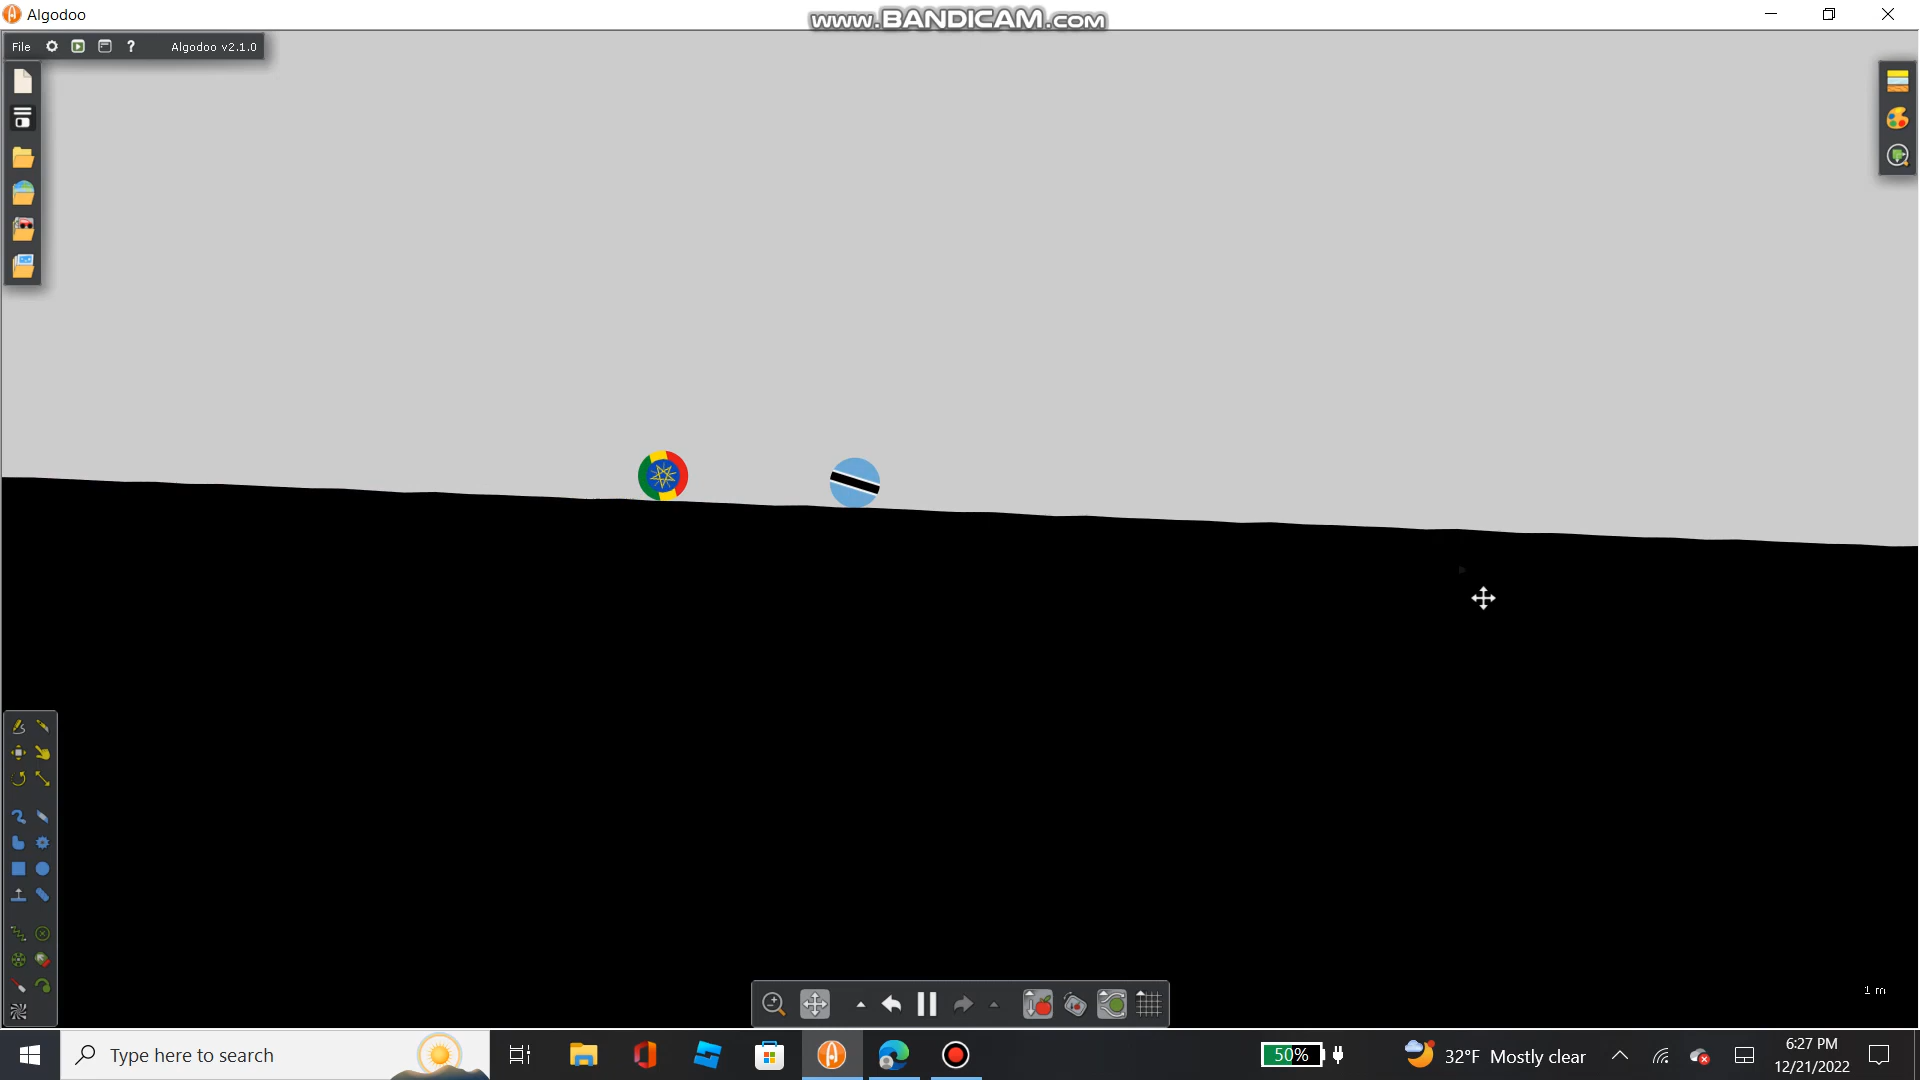 Algodoo
www.BANDICAM.com
File
?
Algodoo v2.1.0
1 m
Type here to search
50%
32°F Mostly clear
6:27 PM
12/21/2022